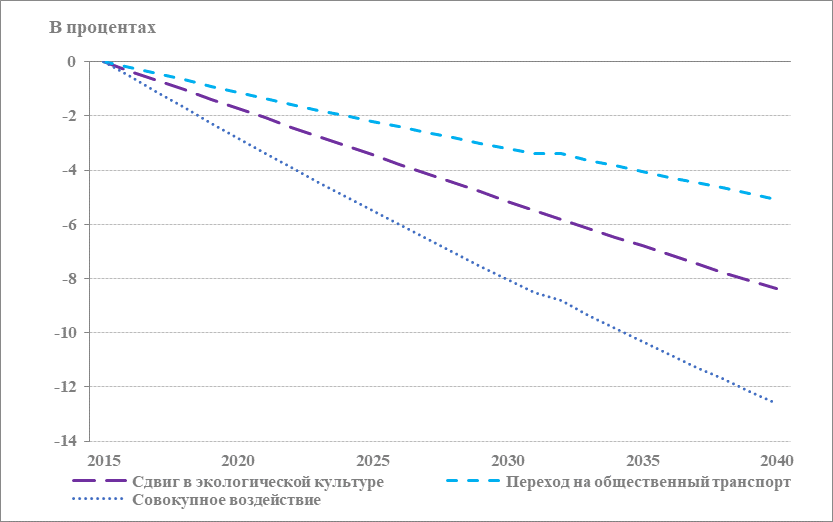 В процентах
0
-2
-4
-6
-8
-10
-12
-14
2015 2020 2025 2030 2035 2040
Сдвиг в экологической культуре Переход на общественный транспорт
Совокупное воздействие